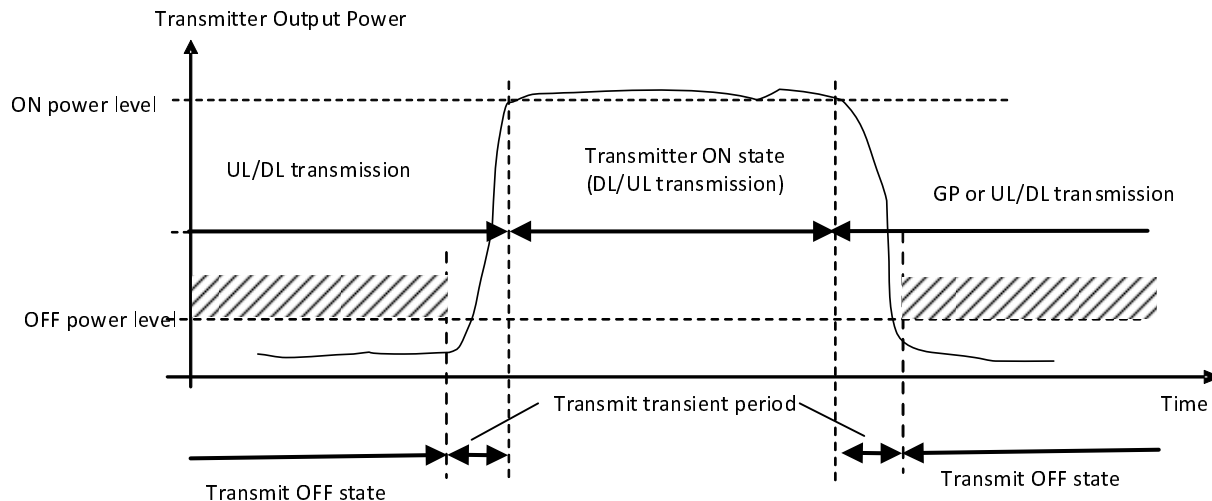 Transmitter Output Power
ON power level
UL/DL transmission
Transmitter ON state
(DL/UL transmission)
GP or UL/DL transmission
OFF power level
Transmit transient period
Time
Transmit OFF state
Transmit OFF state